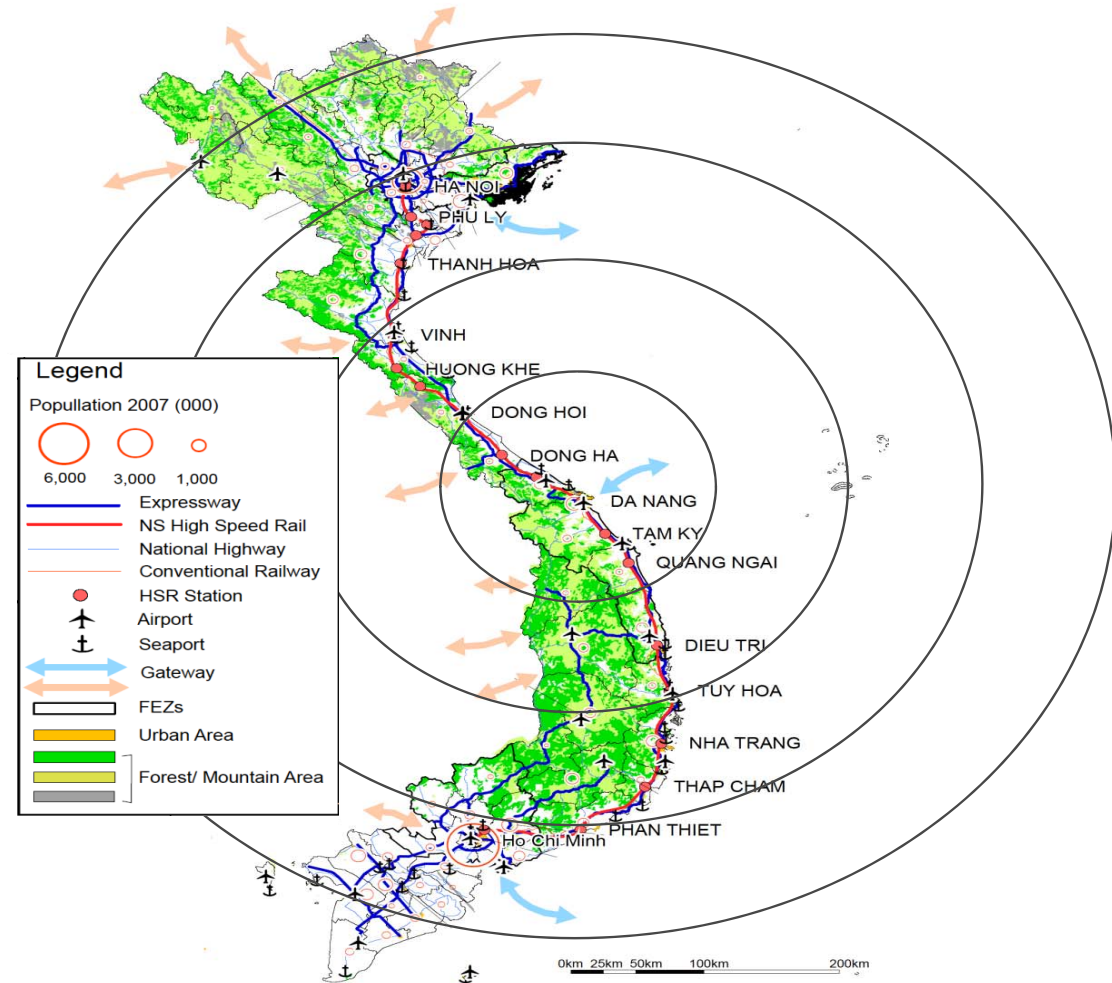 HA NOI
PHU LY
THANH HOA
VINH
HUONG KHE
DONG HOI
DONG HA
DA NANG
TAM KY
QUANG NGAI
DIEU TRI
TUY HOA
NHA TRANG
THAP CHAM
PHAN THIET
Ho Chi Minh
Legend
Popullation 2007 (000)
6,000 3,000 1,000
Expressway
NS High Speed Rail
National Highway
Conventional Railway
HSR Station
Airport
Seaport
Gateway
FEZs
Urban Area
Forest/ Mountain Area
0km 25km 50km 100km 200km